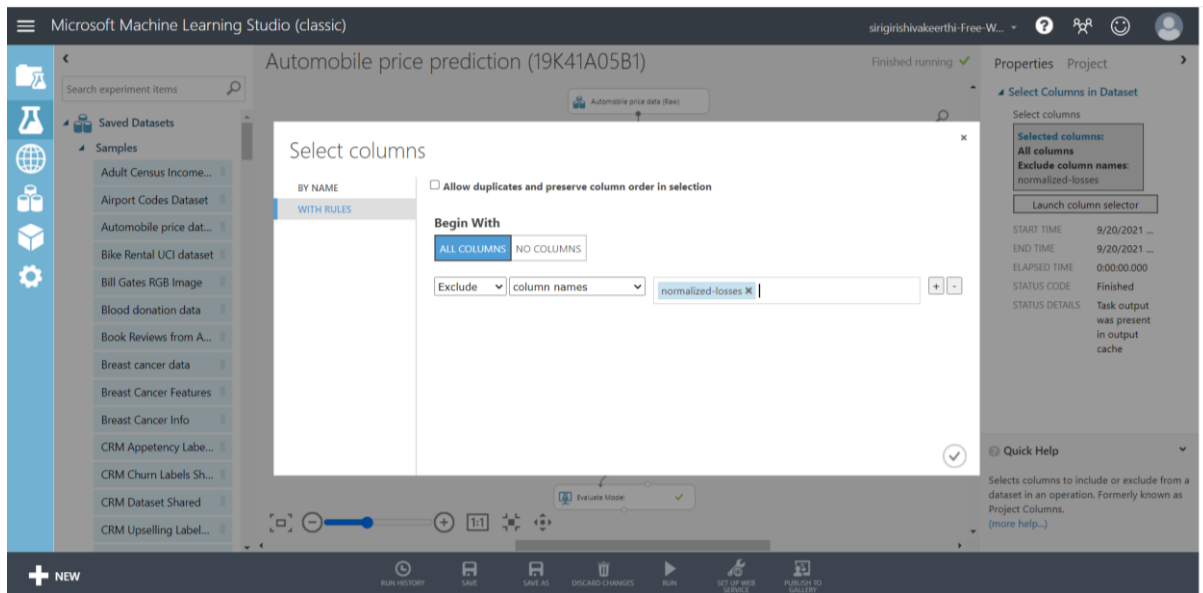 Microsoft Machine Learning Studio (classic)
sirigirishivakeerthi-Free-W...
Search experiment items
Saved Datasets
Samples
Adult Census Income...
Airport Codes Dataset
Automobile price dat...
Bike Rental UCI dataset
Bill Gates RGB Image
Blood donation data
Book Reviews from A...
Breast cancer data
Breast Cancer Features
Breast Cancer Info
CRM Appetency Labe...
CRM Churn Labels Sh...
CRM Dataset Shared
CRM Upselling Label...
Automobile price prediction (19K41A05B1)
Finished running
Automobile price data (Raw)
Select columns
BY NAME
WITH RULES
Allow duplicates and preserve column order in selection
Begin With
ALL COLUMNS NO COLUMNS
Exclude column names normalized-losses × + -
Evaluate Model
1:1
Properties Project
Select Columns in Dataset
Select columns
Selected columns:
All columns
Exclude column names:
normalized-losses
Launch column selector
START TIME 9/20/2021 ...
END TIME 9/20/2021 ...
ELAPSED TIME 0:00:00.000
STATUS CODE Finished
STATUS DETAILS Task output
was present
in output
cache
Quick Help
Selects columns to include or exclude from a
dataset in an operation. Formerly known as
Project Columns.
(more help...)
NEW
RUN HISTORY
SAVE
SAVE AS
DISCARD CHANGES
RUN
SET UP WEB
SERVICE
PUBLISH TO
GALLERY